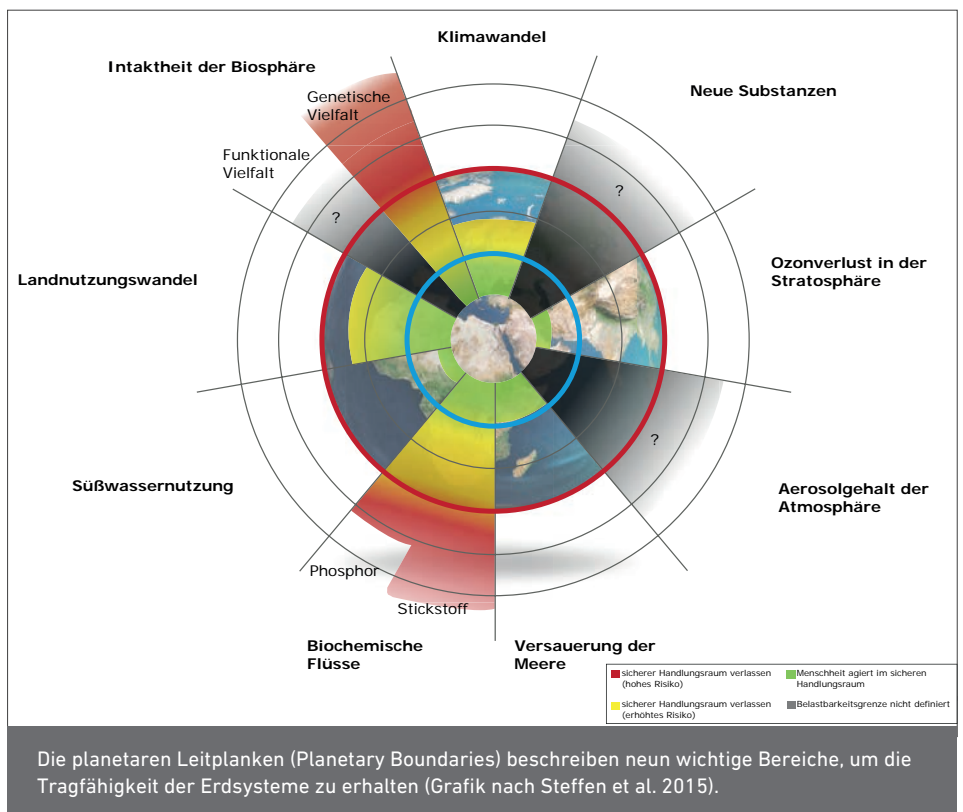 Klimawandel
Intaktheit der Biosphäre
Genetische
Vielfalt
Neue Substanzen
Funktionale
Vielfalt
?
?
Landnutzungswandel
Ozonverlust in der
Stratosphäre
?
Süßwassernutzung
Aerosolgehalt der
Atmosphäre
Phosphor
Stickstoff
Biochemische
Flüsse
Versauerung der
Meere
sicherer Handlungsraum verlassen
(hohes Risiko)
Menschheit agiert im sicheren
Handlungsraum
sicherer Handlungsraum verlassen
(erhöhtes Risiko)
Belastbarkeitsgrenze nicht definiert
Die planetaren Leitplanken (Planetary Boundaries) beschreiben neun wichtige Bereiche, um die
Tragfähigkeit der Erdsysteme zu erhalten (Grafik nach Steffen et al. 2015).